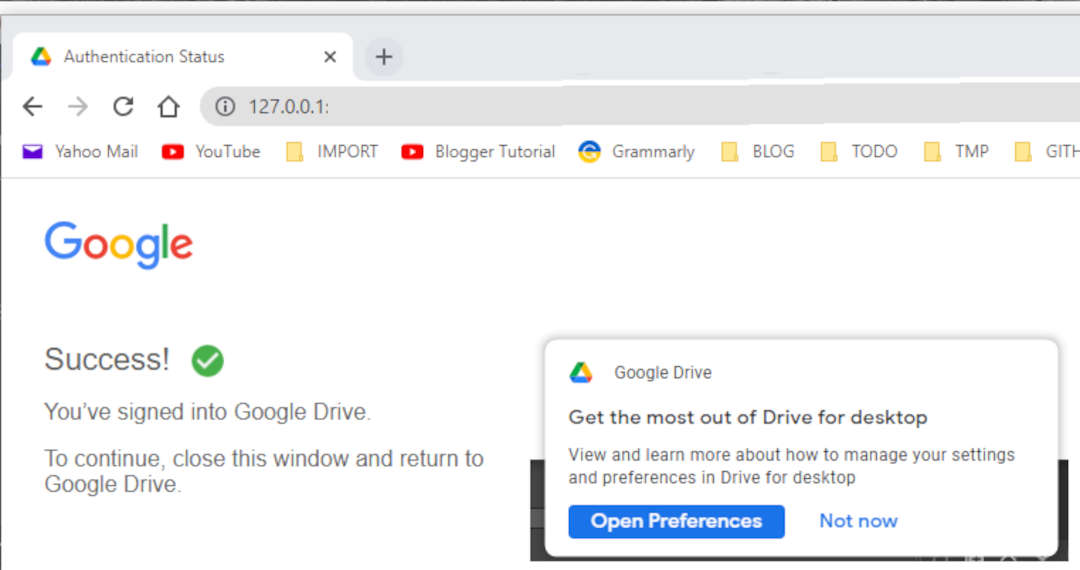 Authentication Status
127.0.0.1:
Yahoo Mail YouTube IMPORT Blogger Tutorial Grammarly BLOG TODO TMP GITH
Google
Success!
You've signed into Google Drive.
To continue, close this window and return to
Google Drive.
Google Drive
Get the most out of Drive for desktop
View and learn more about how to manage your settings
and preferences in Drive for desktop
Open Preferences Not now